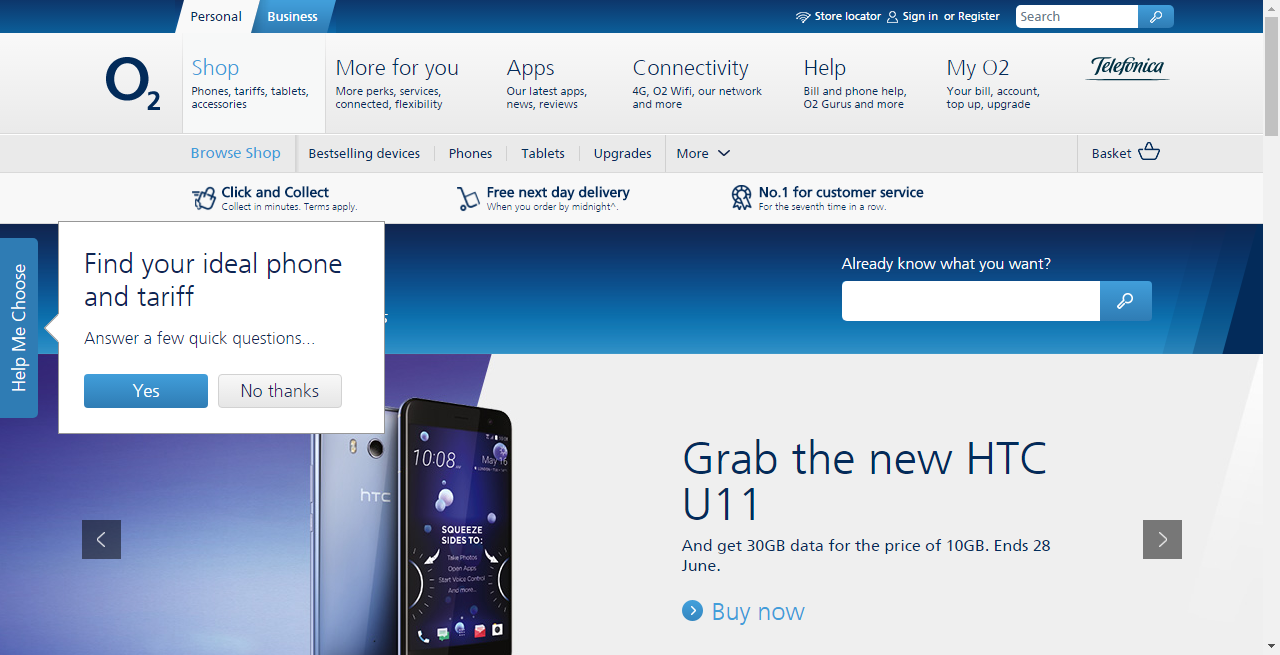 Personal
Business
Store locator
Sign in or Register
Search
O2
Shop
Phones, tariffs, tablets,
accessories
More for you
More perks, services,
connected, flexibility
Apps
Our latest apps,
news, reviews
Connectivity
4G, O2 Wifi, our network
and more
Help
Bill and phone help,
O2 Gurus and more
My O2
Your bill, account,
top up, upgrade
Telefónica
Browse Shop
Bestselling devices
Phones
Tablets
Upgrades
More
Basket
Click and Collect
Collect in minutes. Terms apply.
Free next day delivery
When you order by midnight^.
No.1 for customer service
For the seventh time in a row.
Help Me Choose
Find your ideal phone
and tariff
Answer a few quick questions...
Yes
No thanks
Already know what you want?
10:08
May 16
htc
SQUEEZE
SIDES TO:
Take Photos
Open Apps
Start Voice Control
And more...
Grab the new HTC
U11
And get 30GB data for the price of 10GB. Ends 28
June.
Buy now